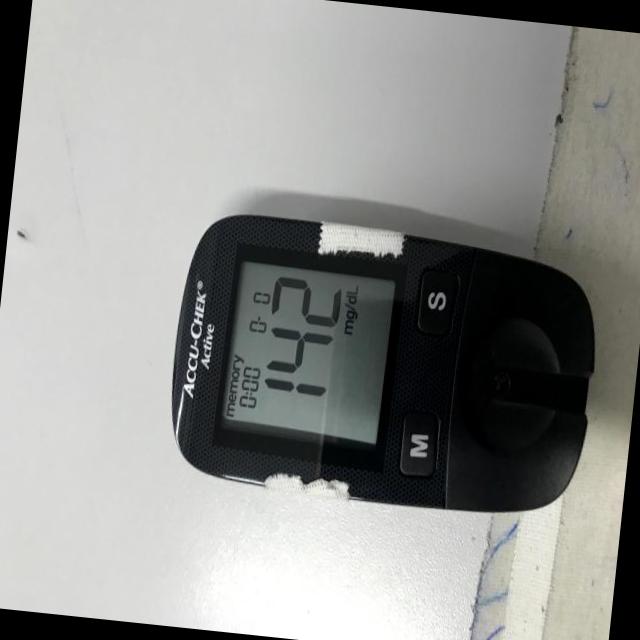 ACCU-CHEK®
Active
memory
0:00 0- 0
142
mg/dL
M S